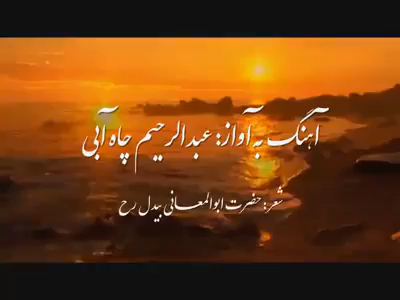 آهنگ به آواز: عبدالرحیم چاه آبی
شعر: حضرت ابوالمعانی بیدل رح